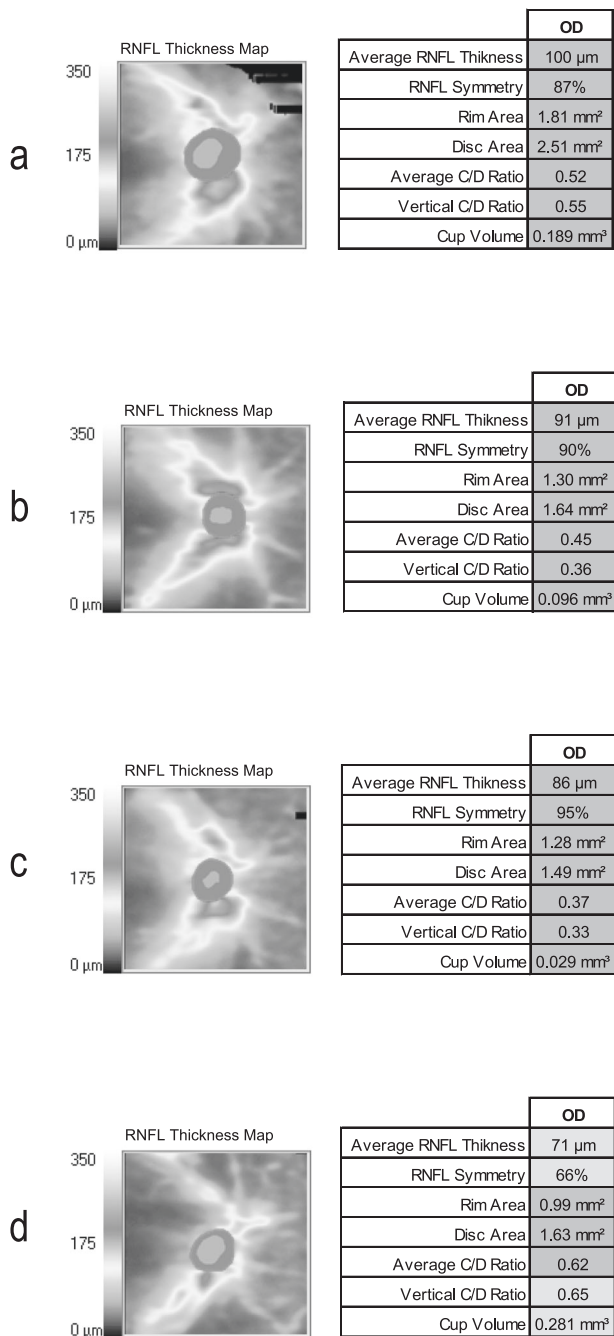 OD
RNFL Thickness Map
350
175
0 µm
a
Average RNFL Thikness 100 µm
RNFL Symmetry 87%
Rim Area 1.81 mm²
Disc Area 2.51 mm²
Average C/D Ratio 0.52
Vertical C/D Ratio 0.55
Cup Volume 0.189 mm³
OD
RNFL Thickness Map
350
175
0 µm
b
Average RNFL Thikness 91 µm
RNFL Symmetry 90%
Rim Area 1.30 mm²
Disc Area 1.64 mm²
Average C/D Ratio 0.45
Vertical C/D Ratio 0.36
Cup Volume 0.096 mm³
OD
RNFL Thickness Map
350
175
0 µm
c
Average RNFL Thikness 86 µm
RNFL Symmetry 95%
Rim Area 1.28 mm²
Disc Area 1.49 mm²
Average C/D Ratio 0.37
Vertical C/D Ratio 0.33
Cup Volume 0.029 mm³
OD
RNFL Thickness Map
350
175
0 µm
d
Average RNFL Thikness 71 µm
RNFL Symmetry 66%
Rim Area 0.99 mm²
Disc Area 1.63 mm²
Average C/D Ratio 0.62
Vertical C/D Ratio 0.65
Cup Volume 0.281 mm³